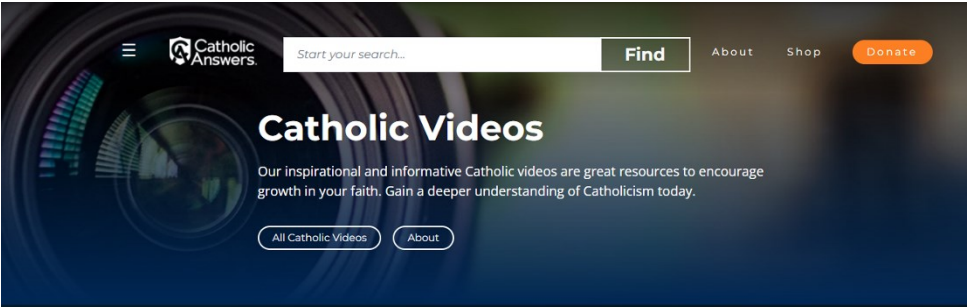 Catholic
Answers.
Start your search...
Find
About
Shop
Donate
Catholic Videos
Our inspirational and informative Catholic videos are great resources to encourage
growth in your faith. Gain a deeper understanding of Catholicism today.
All Catholic Videos
About